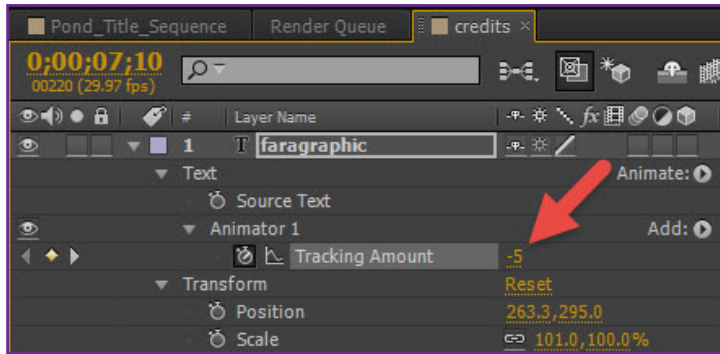 Pond_Title_Sequence Render Queue credits ×
0;00;07;10
00220 (29.97 fps)
# Layer Name fx
1 T faragraphic
Text Animate:
Source Text
Animator 1 Add:
Tracking Amount -5
Transform Reset
Position 263.3,295.0
Scale 101.0,100.0%